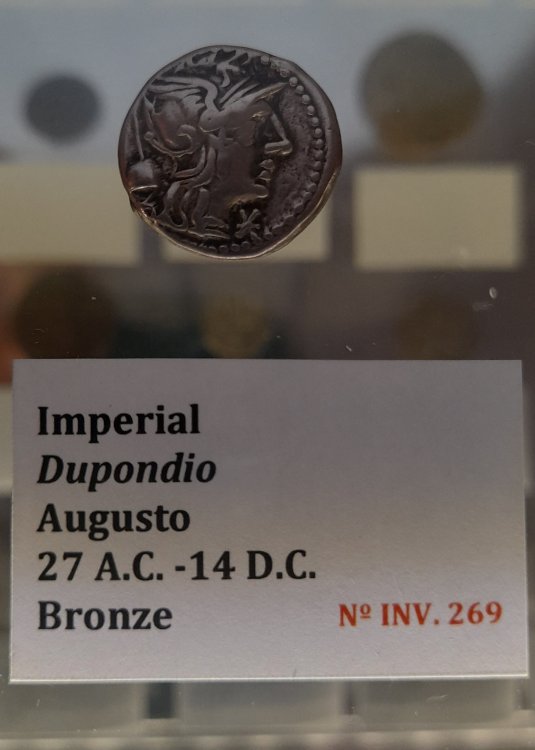 Imperial
Dupondio
Augusto
27 A.C. -14 D.C.
Bronze
Nº INV. 269